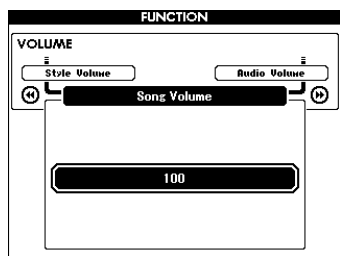 FUNCTION
VOLUME
Style Volume
Audio Volume
Song Volume
100